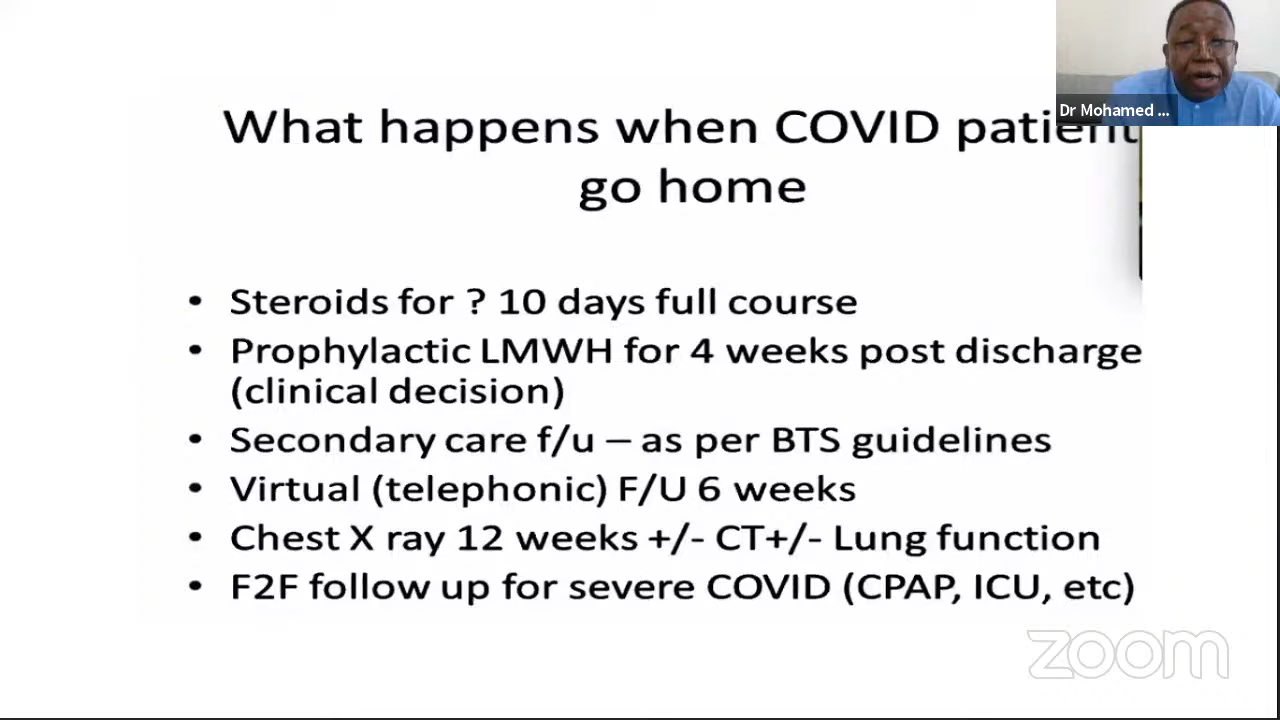 Dr Mohamed ...
What happens when COVID patient
go home
• Steroids for ? 10 days full course
• Prophylactic LMWH for 4 weeks post discharge
(clinical decision)
• Secondary care f/u – as per BTS guidelines
• Virtual (telephonic) F/U 6 weeks
• Chest X ray 12 weeks +/- CT+/- Lung function
• F2F follow up for severe COVID (CPAP, ICU, etc)
zoom